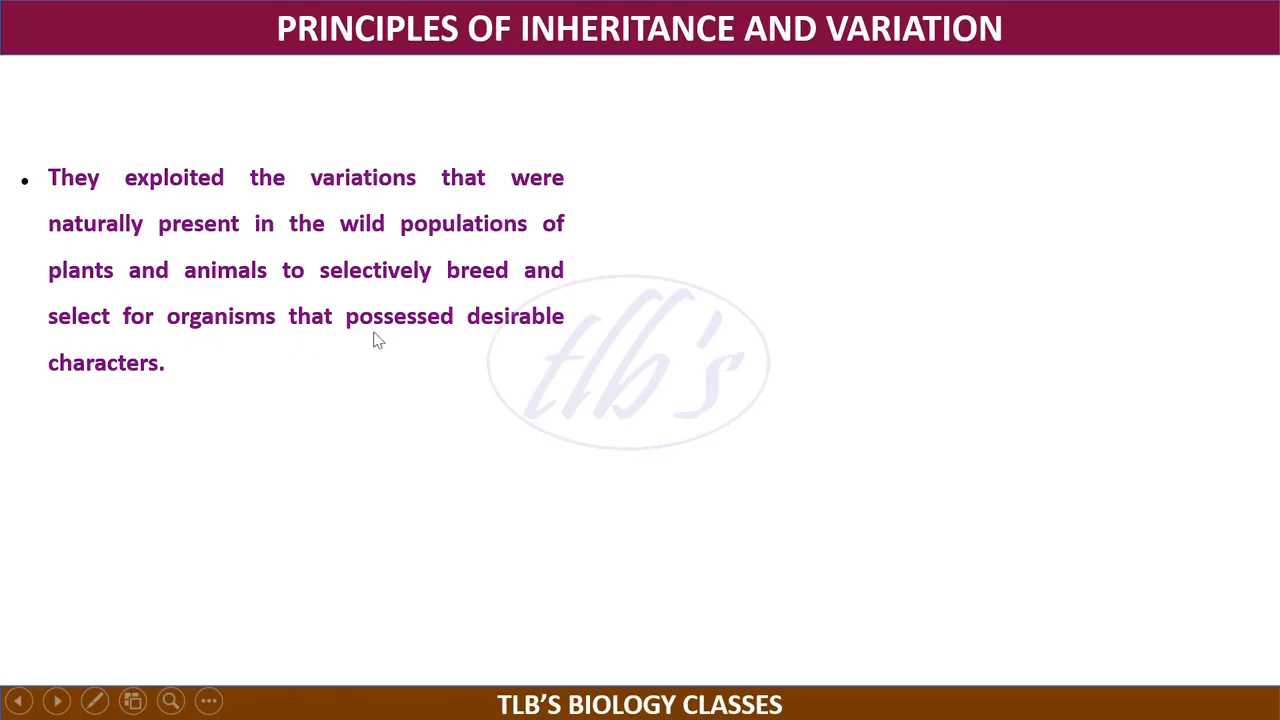 PRINCIPLES OF INHERITANCE AND VARIATION
• They exploited the variations that were
naturally present in the wild populations of
plants and animals to selectively breed and
select for organisms that possessed desirable
characters.
tlb's
TLB’S BIOLOGY CLASSES